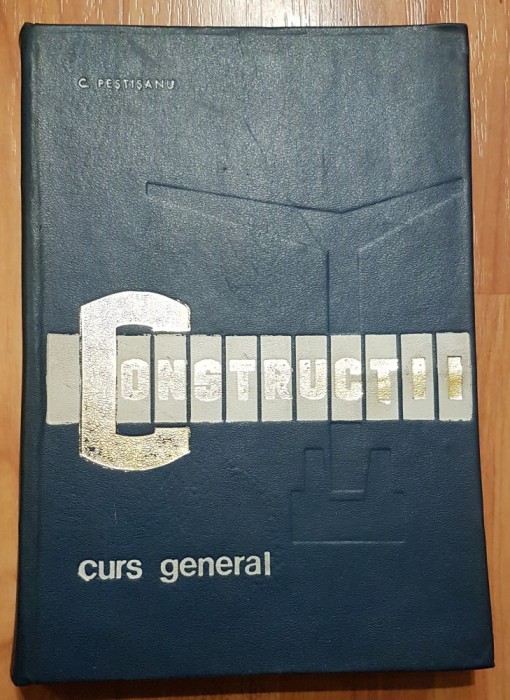 C. PEȘTIȘANU
CONSTRUCTII
curs general